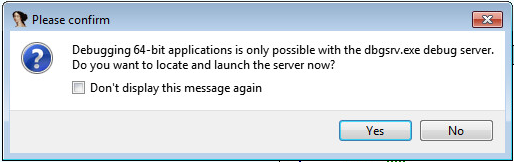 Please confirm
Debugging 64-bit applications is only possible with the dbgsrv.exe debug server.
Do you want to locate and launch the server now?
Don't display this message again
Yes
No